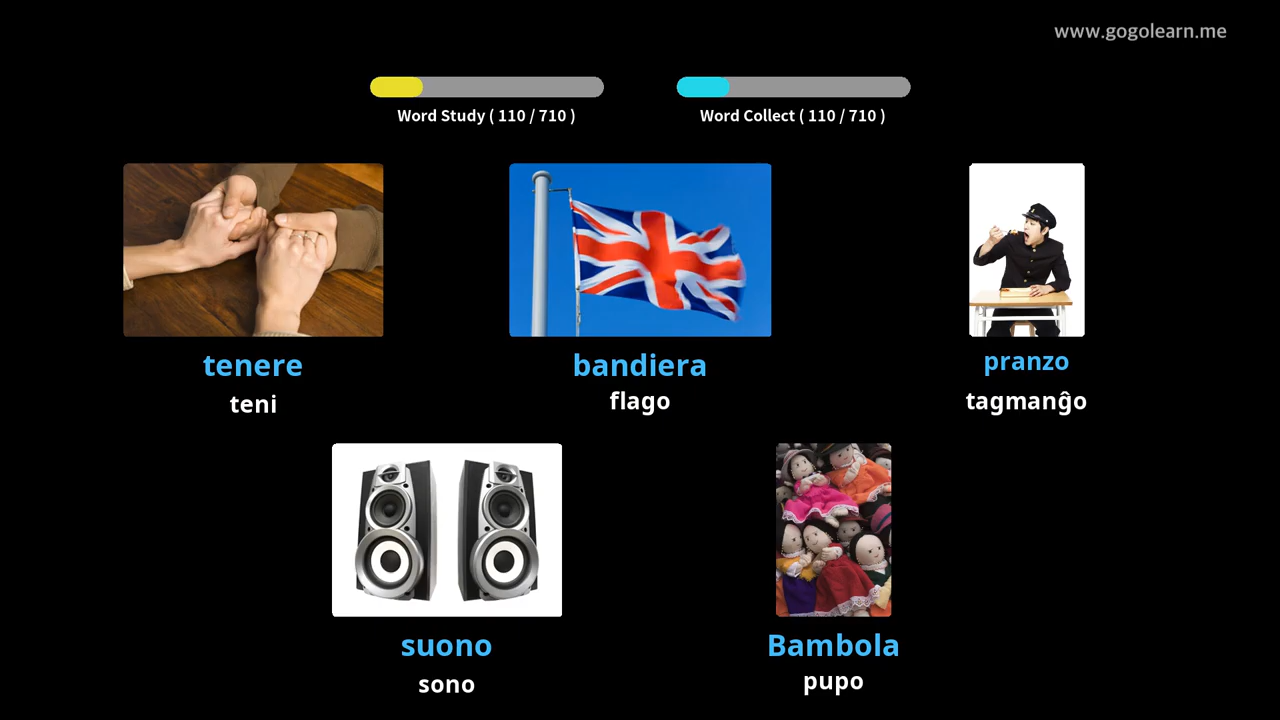 www.gogolearn.me
Word Study ( 110 / 710 )
Word Collect ( 110 / 710 )
tenere
teni
bandiera
flago
pranzo
tagmanĝo
suono
sono
Bambola
pupo